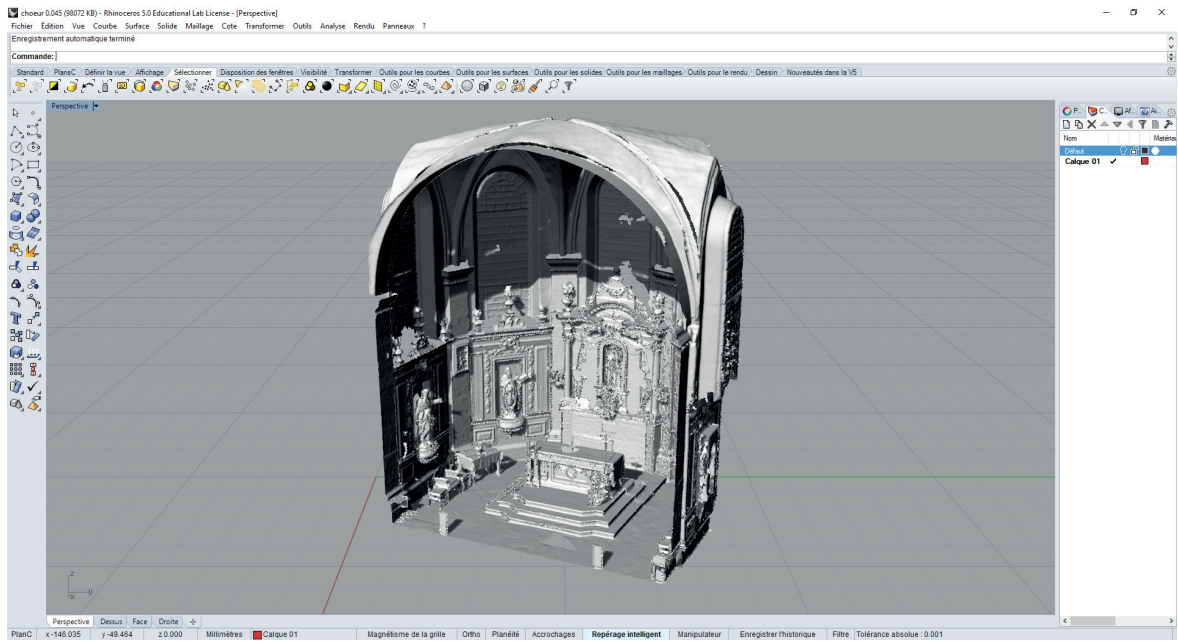 choeur 0.045 (98072 KB) - Rhinoceros 5.0 Educational Lab License - [Perspective]
Fichier Édition Vue Courbe Surface Solide Maillage Cote Transformer Outils Analyse Rendu Panneaux ?
Enregistrement automatique terminé
Commande:
Standard PlansC Définir la vue Affichage Sélectionner Disposition des fenêtres Visibilité Transformer Outils pour les courbes Outils pour les surfaces Outils pour les solides Outils pour les maillages Outils pour le rendu Dessin Nouveautés dans la V5
Perspective
P... C... Af... Ai...
Nom Matériau
Défaut
Calque 01
z
y
x
Perspective Dessus Face Droite
PlanC x -146.035 y -49.464 z 0.000 Millimètres Calque 01 Magnétisme de la grille Ortho Planéité Accrochages Repérage intelligent Manipulateur Enregistrer l'historique Filtre Tolérance absolue : 0.001